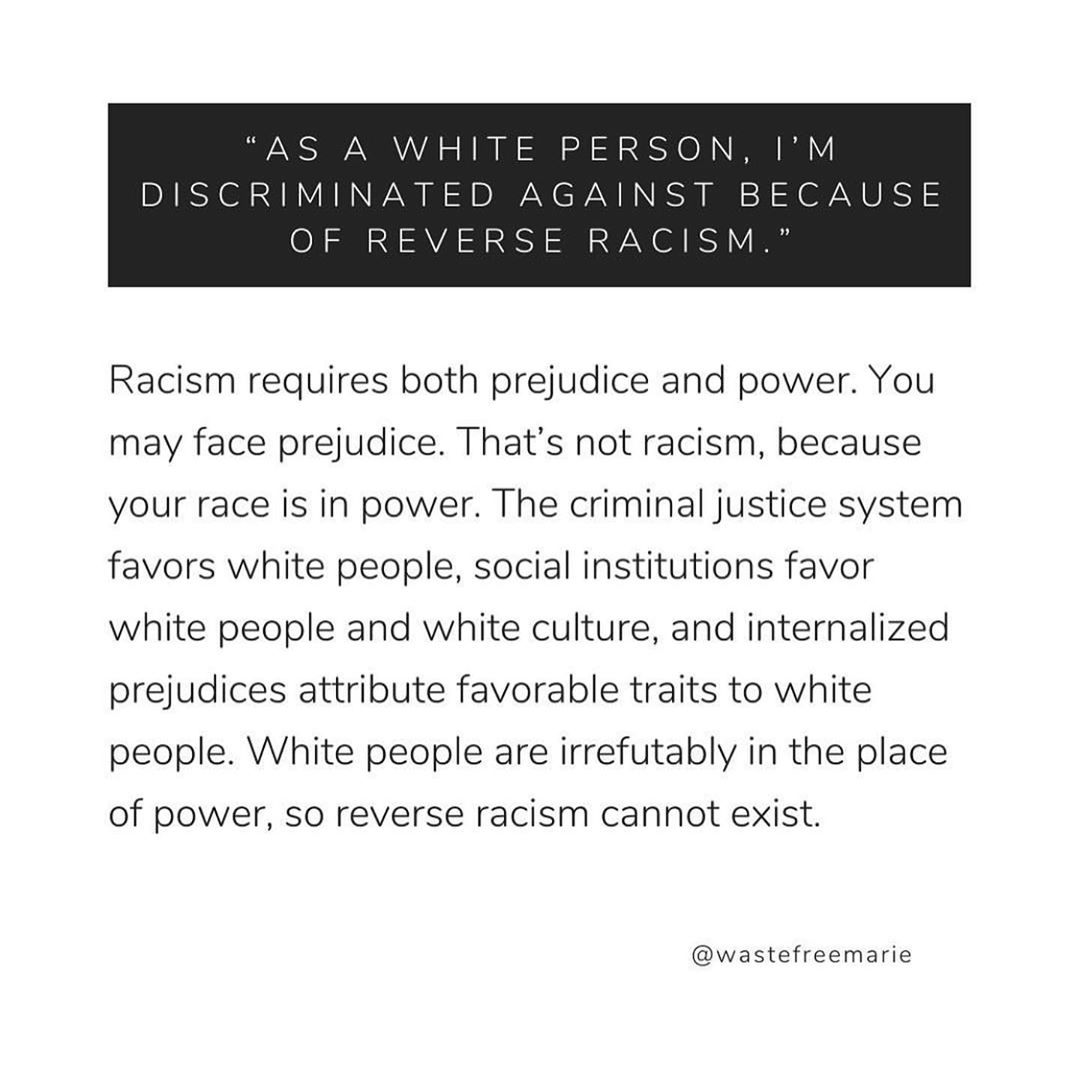 “AS A WHITE PERSON, I’M
DISCRIMINATED AGAINST BECAUSE
OF REVERSE RACISM.”
Racism requires both prejudice and power. You
may face prejudice. That’s not racism, because
your race is in power. The criminal justice system
favors white people, social institutions favor
white people and white culture, and internalized
prejudices attribute favorable traits to white
people. White people are irrefutably in the place
of power, so reverse racism cannot exist.
@wastefreemarie